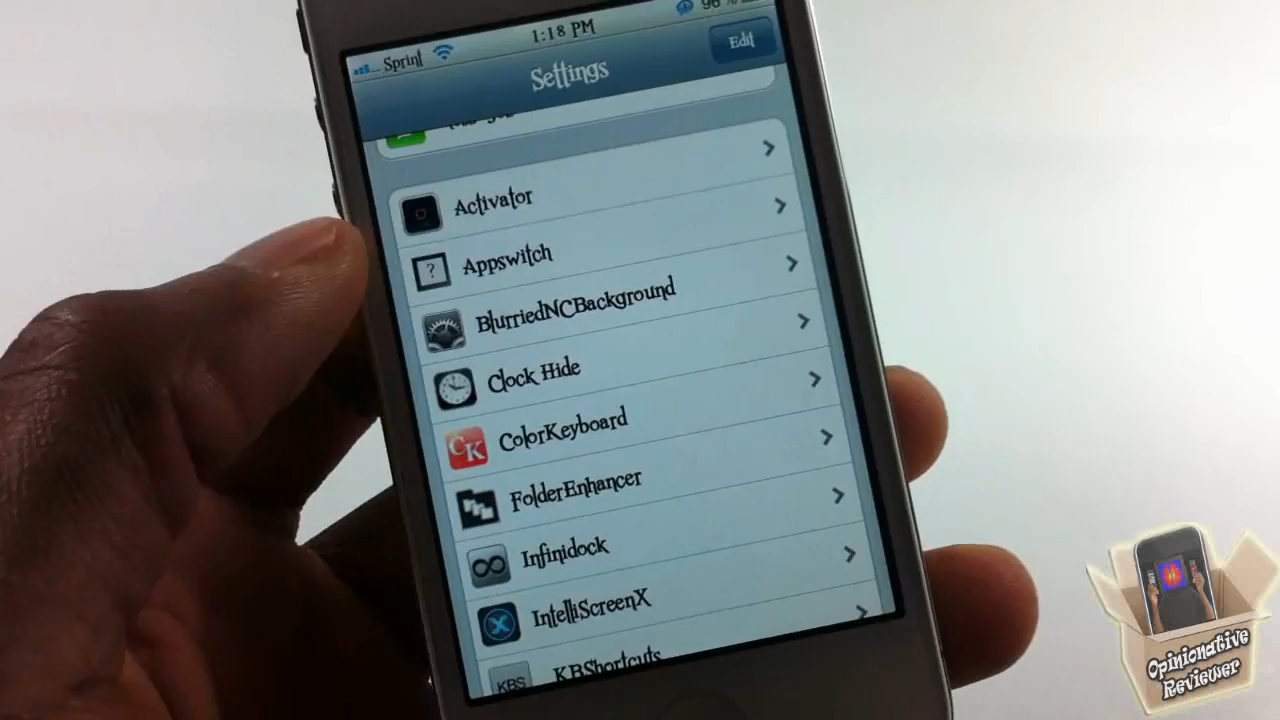 Sprint 1:18 PM 96%
Settings Edit
Activator
Appswitch
?
BlurriedNCBackground
Clock Hide
ColorKeyboard
CK
FolderEnhancer
Infinidock
IntelliScreenX
X
KBShortcuts
KBS
Opinionative
Reviewer